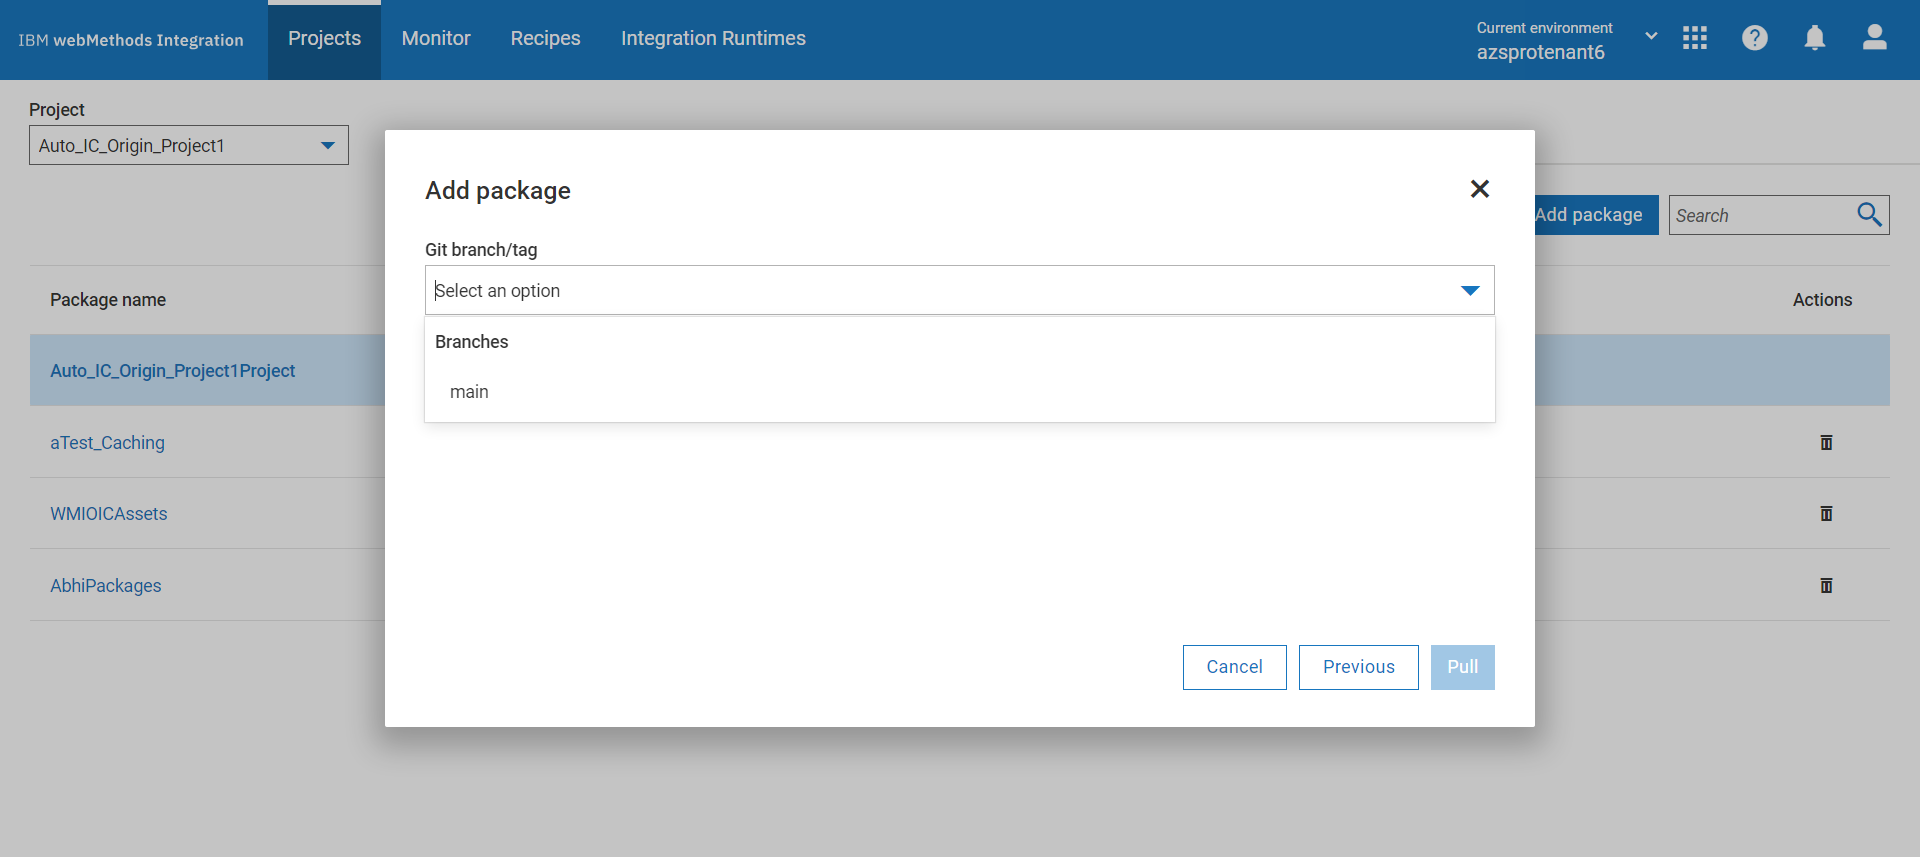 IBM webMethods Integration
Projects
Monitor
Recipes
Integration Runtimes
Current environment
azsprotenant6
Project
Auto_IC_Origin_Project1
Add package
Search
Package name
Actions
Auto_IC_Origin_Project1Project
aTest_Caching
WMIOICAssets
AbhiPackages
Add package
Git branch/tag
Select an option
Branches
main
Cancel
Previous
Pull